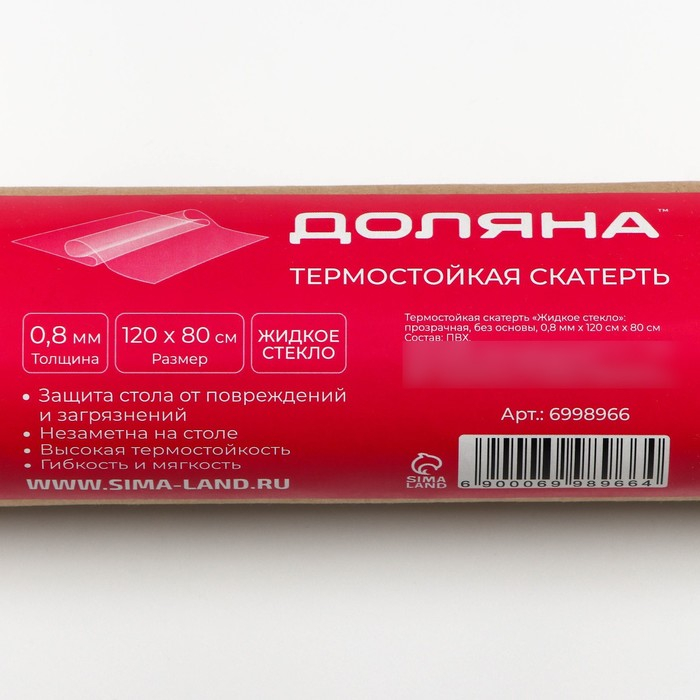 ДОЛЯНА™
ТЕРМОСТОЙКАЯ СКАТЕРТЬ
0,8 мм
Толщина
120 x 80 см
Размер
ЖИДКОЕ
СТЕКЛО
Термостойкая скатерть «Жидкое стекло»:
прозрачная, без основы, 0,8 мм x 120 см x 80 см
Состав: ПВХ.
• Защита стола от повреждений
и загрязнений
• Незаметна на столе
• Высокая термостойкость
• Гибкость и мягкость
WWW.SIMA-LAND.RU
Арт.: 6998966
SIMA
LAND
6 900069 989664